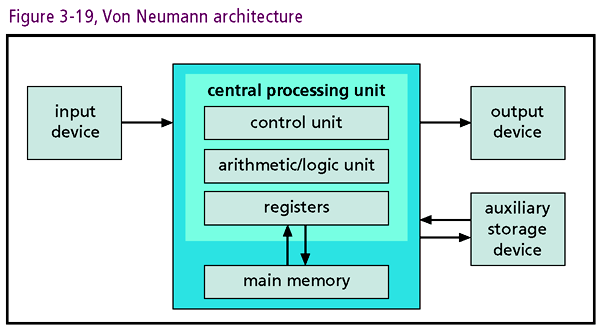 Figure 3-19, Von Neumann architecture
input
device
central processing unit
control unit
arithmetic/logic unit
registers
main memory
output
device
auxiliary
storage
device